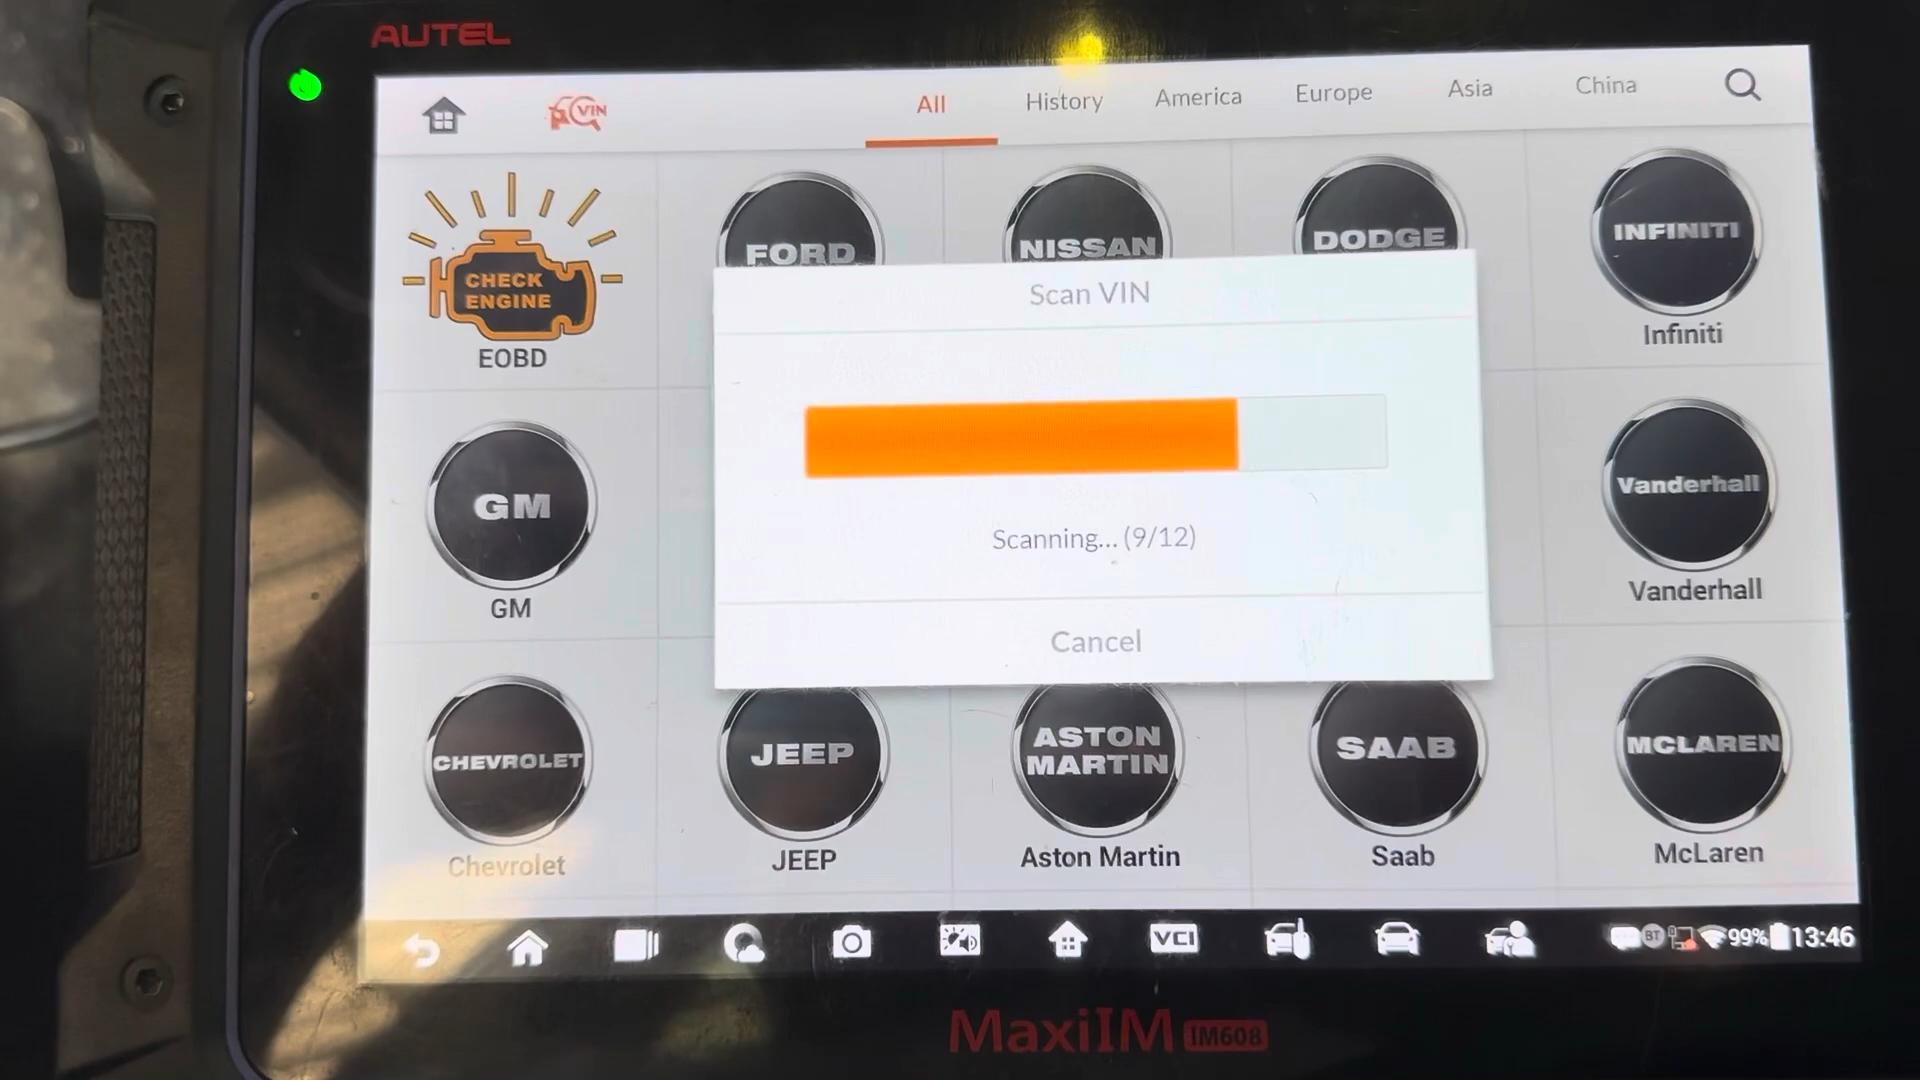 AUTEL
VIN
All
History
America
Europe
Asia
China
CHECK
ENGINE
EOBD
FORD
NISSAN
DODGE
INFINITI
Infiniti
Scan VIN
Scanning... (9/12)
Cancel
GM
GM
Vanderhall
Vanderhall
CHEVROLET
Chevrolet
JEEP
JEEP
ASTON
MARTIN
Aston Martin
SAAB
Saab
MCLAREN
McLaren
VCI
BT
99%
13:46
MaxiIM IM608